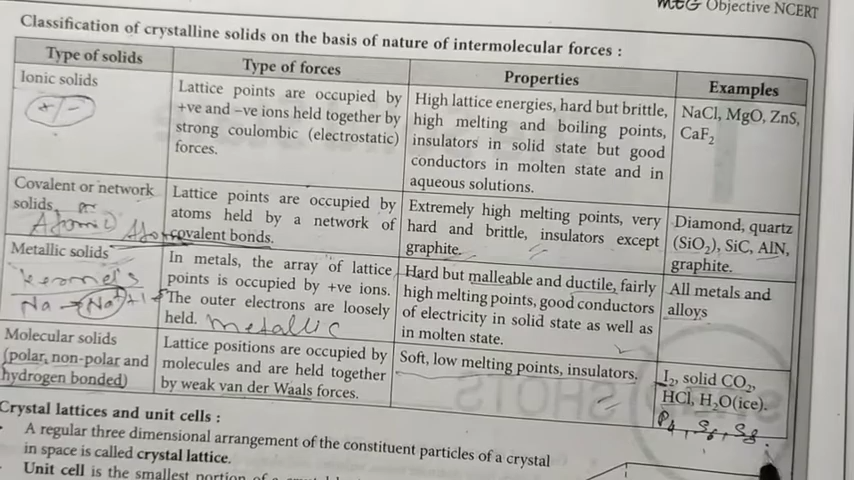 MtG Objective NCERT
Classification of crystalline solids on the basis of nature of intermolecular forces :
Type of solids
Type of forces
Properties
Examples
Ionic solids
+ / -
Lattice points are occupied by
+ve and –ve ions held together by
strong coulombic (electrostatic)
forces.
High lattice energies, hard but brittle,
high melting and boiling points,
insulators in solid state but good
conductors in molten state and in
aqueous solutions.
NaCl, MgO, ZnS,
CaF₂
Covalent or network
solids, or
Atomic)
Lattice points are occupied by
atoms held by a network of
covalent bonds.
Extremely high melting points, very
hard and brittle, insulators except
graphite.
Diamond, quartz
(SiO₂), SiC, AlN,
graphite.
Metallic solids
In metals, the array of lattice
points is occupied by +ve ions.
The outer electrons are loosely
held. metallic
Hard but malleable and ductile, fairly
high melting points, good conductors
of electricity in solid state as well as
in molten state.
All metals and
alloys
Molecular solids
(polar, non-polar and
hydrogen bonded)
Lattice positions are occupied by
molecules and are held together
by weak van der Waals forces.
Soft, low melting points, insulators.
I₂, solid CO₂,
HCl, H₂O(ice).
P₄, S₆, S₈
Crystal lattices and unit cells :
• A regular three dimensional arrangement of the constituent particles of a crystal
in space is called crystal lattice.
• Unit cell is the smallest portion of a
SHOTS